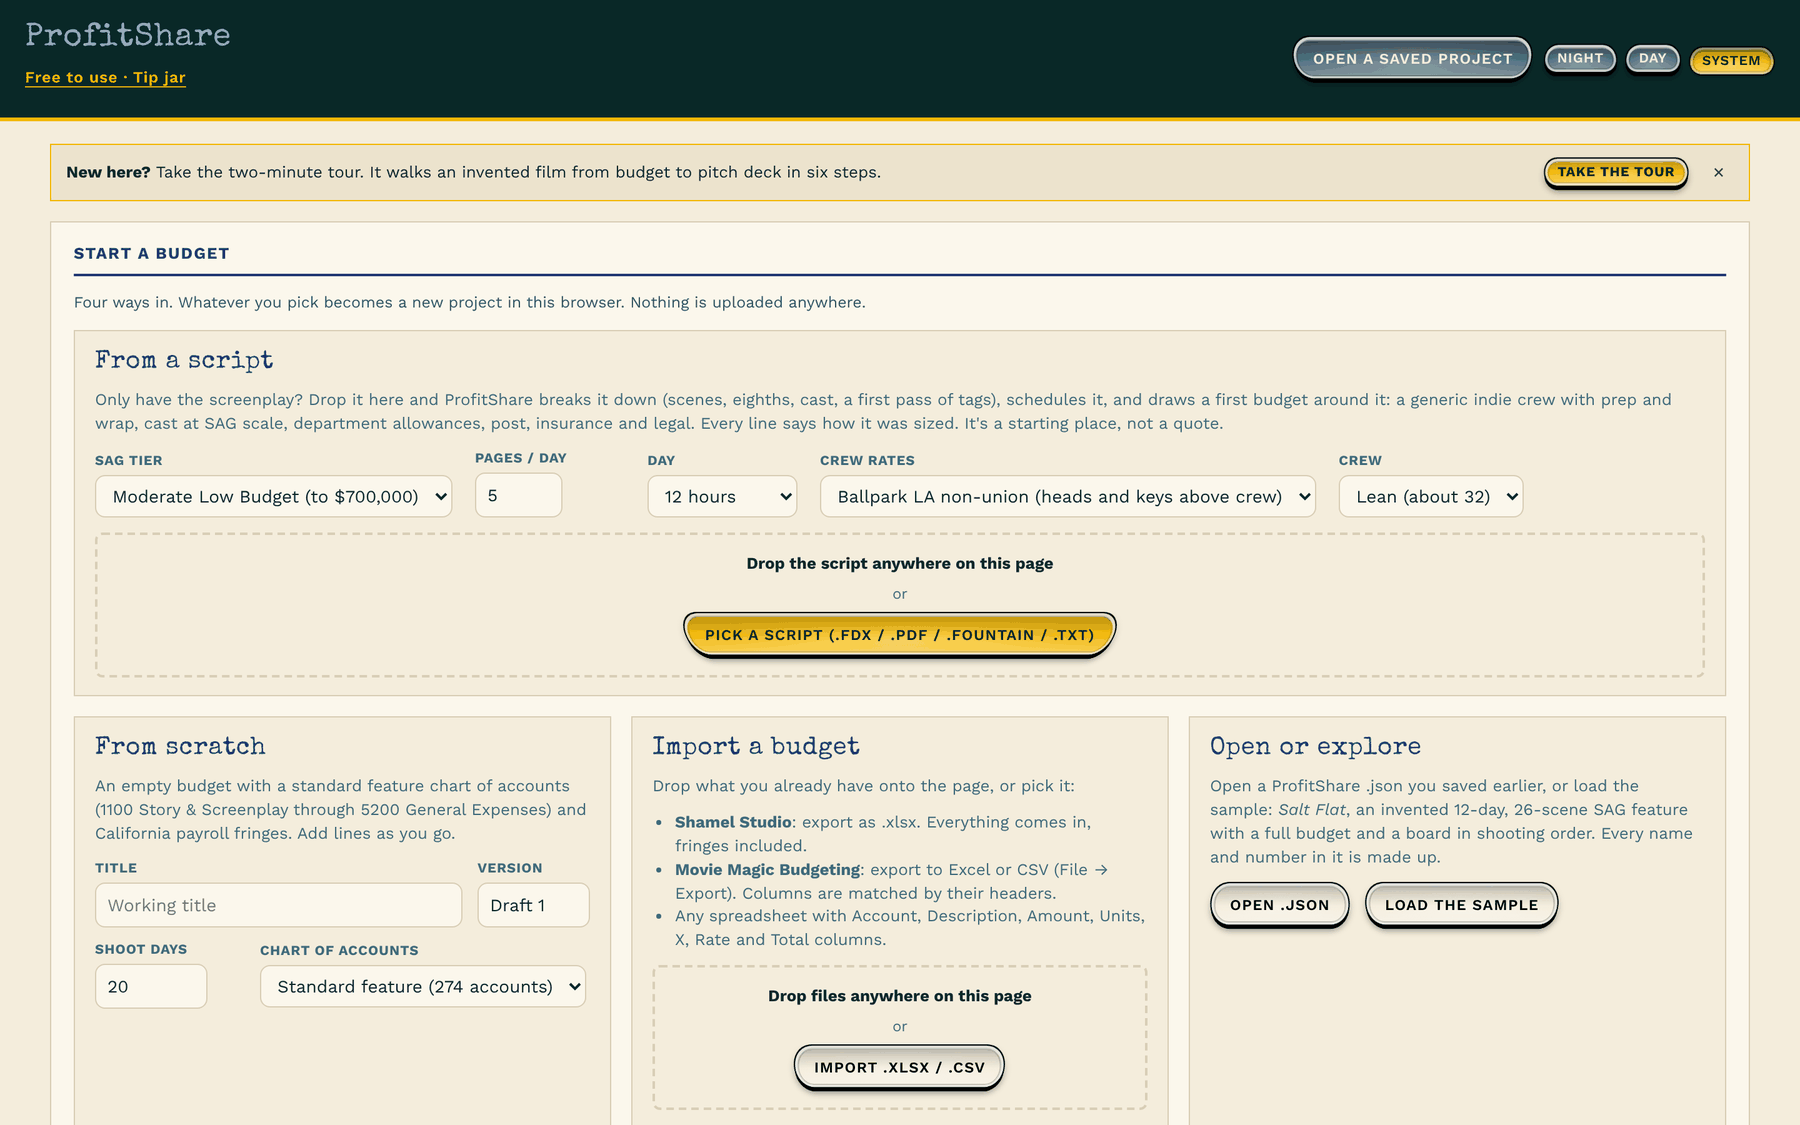 ProfitShare
Free to use · Tip jar
OPEN A SAVED PROJECT
NIGHT
DAY
SYSTEM
New here? Take the two-minute tour. It walks an invented film from budget to pitch deck in six steps.
TAKE THE TOUR
×
START A BUDGET
Four ways in. Whatever you pick becomes a new project in this browser. Nothing is uploaded anywhere.
From a script
Only have the screenplay? Drop it here and ProfitShare breaks it down (scenes, eighths, cast, a first pass of tags), schedules it, and draws a first budget around it: a generic indie crew with prep and
wrap, cast at SAG scale, department allowances, post, insurance and legal. Every line says how it was sized. It's a starting place, not a quote.
SAG TIER
PAGES / DAY
DAY
CREW RATES
CREW
Moderate Low Budget (to $700,000)
5
12 hours
Ballpark LA non-union (heads and keys above crew)
Lean (about 32)
Drop the script anywhere on this page
or
PICK A SCRIPT (.FDX / .PDF / .FOUNTAIN / .TXT)
From scratch
An empty budget with a standard feature chart of accounts
(1100 Story & Screenplay through 5200 General Expenses) and
California payroll fringes. Add lines as you go.
TITLE
VERSION
Working title
Draft 1
SHOOT DAYS
CHART OF ACCOUNTS
20
Standard feature (274 accounts)
Import a budget
Drop what you already have onto the page, or pick it:
• Shamel Studio: export as .xlsx. Everything comes in,
fringes included.
• Movie Magic Budgeting: export to Excel or CSV (File →
Export). Columns are matched by their headers.
• Any spreadsheet with Account, Description, Amount, Units,
X, Rate and Total columns.
Drop files anywhere on this page
or
IMPORT .XLSX / .CSV
Open or explore
Open a ProfitShare .json you saved earlier, or load the
sample: Salt Flat, an invented 12-day, 26-scene SAG feature
with a full budget and a board in shooting order. Every name
and number in it is made up.
OPEN .JSON
LOAD THE SAMPLE